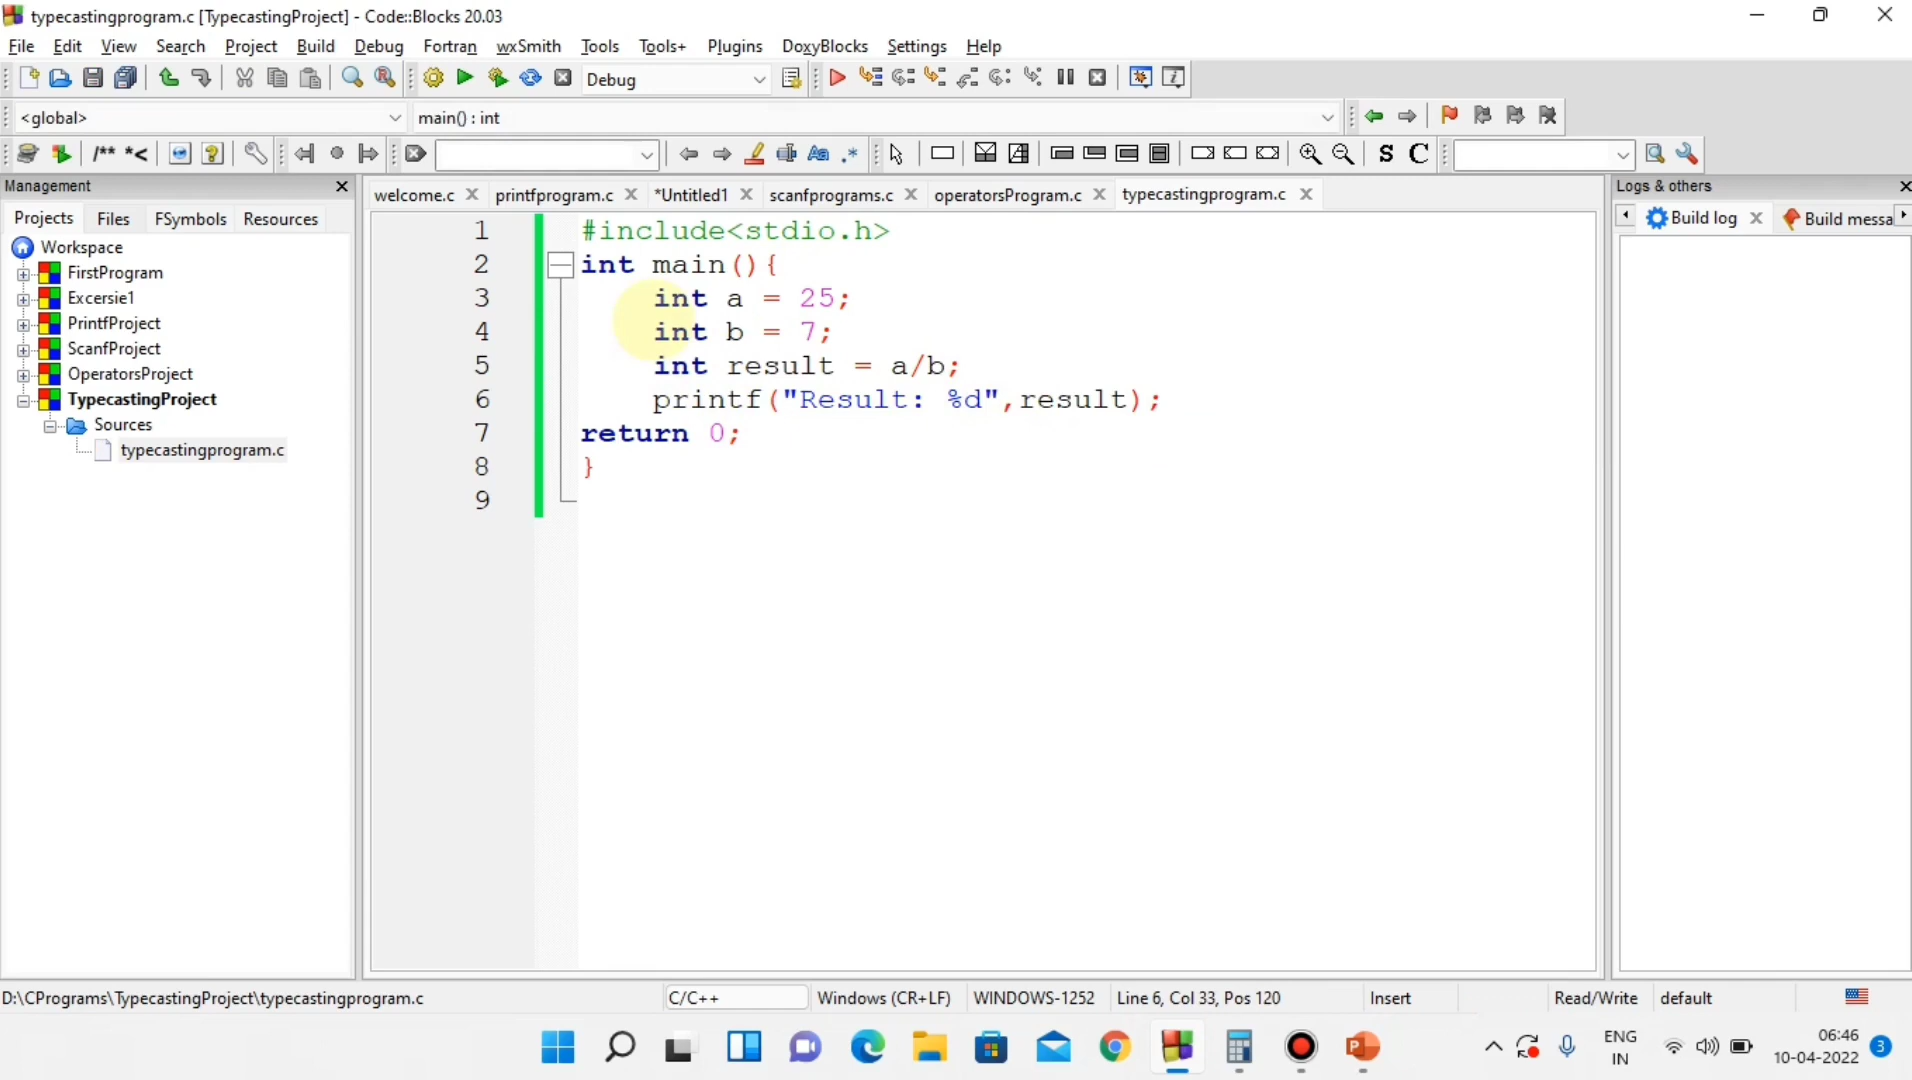 typecastingprogram.c [TypecastingProject] - Code::Blocks 20.03
File Edit View Search Project Build Debug Fortran wxSmith Tools Tools+ Plugins DoxyBlocks Settings Help
Debug
<global> main() : int
/** *< Aa .* S C
Management
Projects Files FSymbols Resources
Workspace
FirstProgram
Excersie1
PrintfProject
ScanfProject
OperatorsProject
TypecastingProject
Sources
typecastingprogram.c
welcome.c printfprogram.c *Untitled1 scanfprograms.c operatorsProgram.c typecastingprogram.c
1 #include<stdio.h>
2 int main(){
3 int a = 25;
4 int b = 7;
5 int result = a/b;
6 printf("Result: %d",result);
7 return 0;
8 }
9
Logs & others
Build log Build messa
D:\CPrograms\TypecastingProject\typecastingprogram.c C/C++ Windows (CR+LF) WINDOWS-1252 Line 6, Col 33, Pos 120 Insert Read/Write default
ENG
IN
06:46
10-04-2022
3